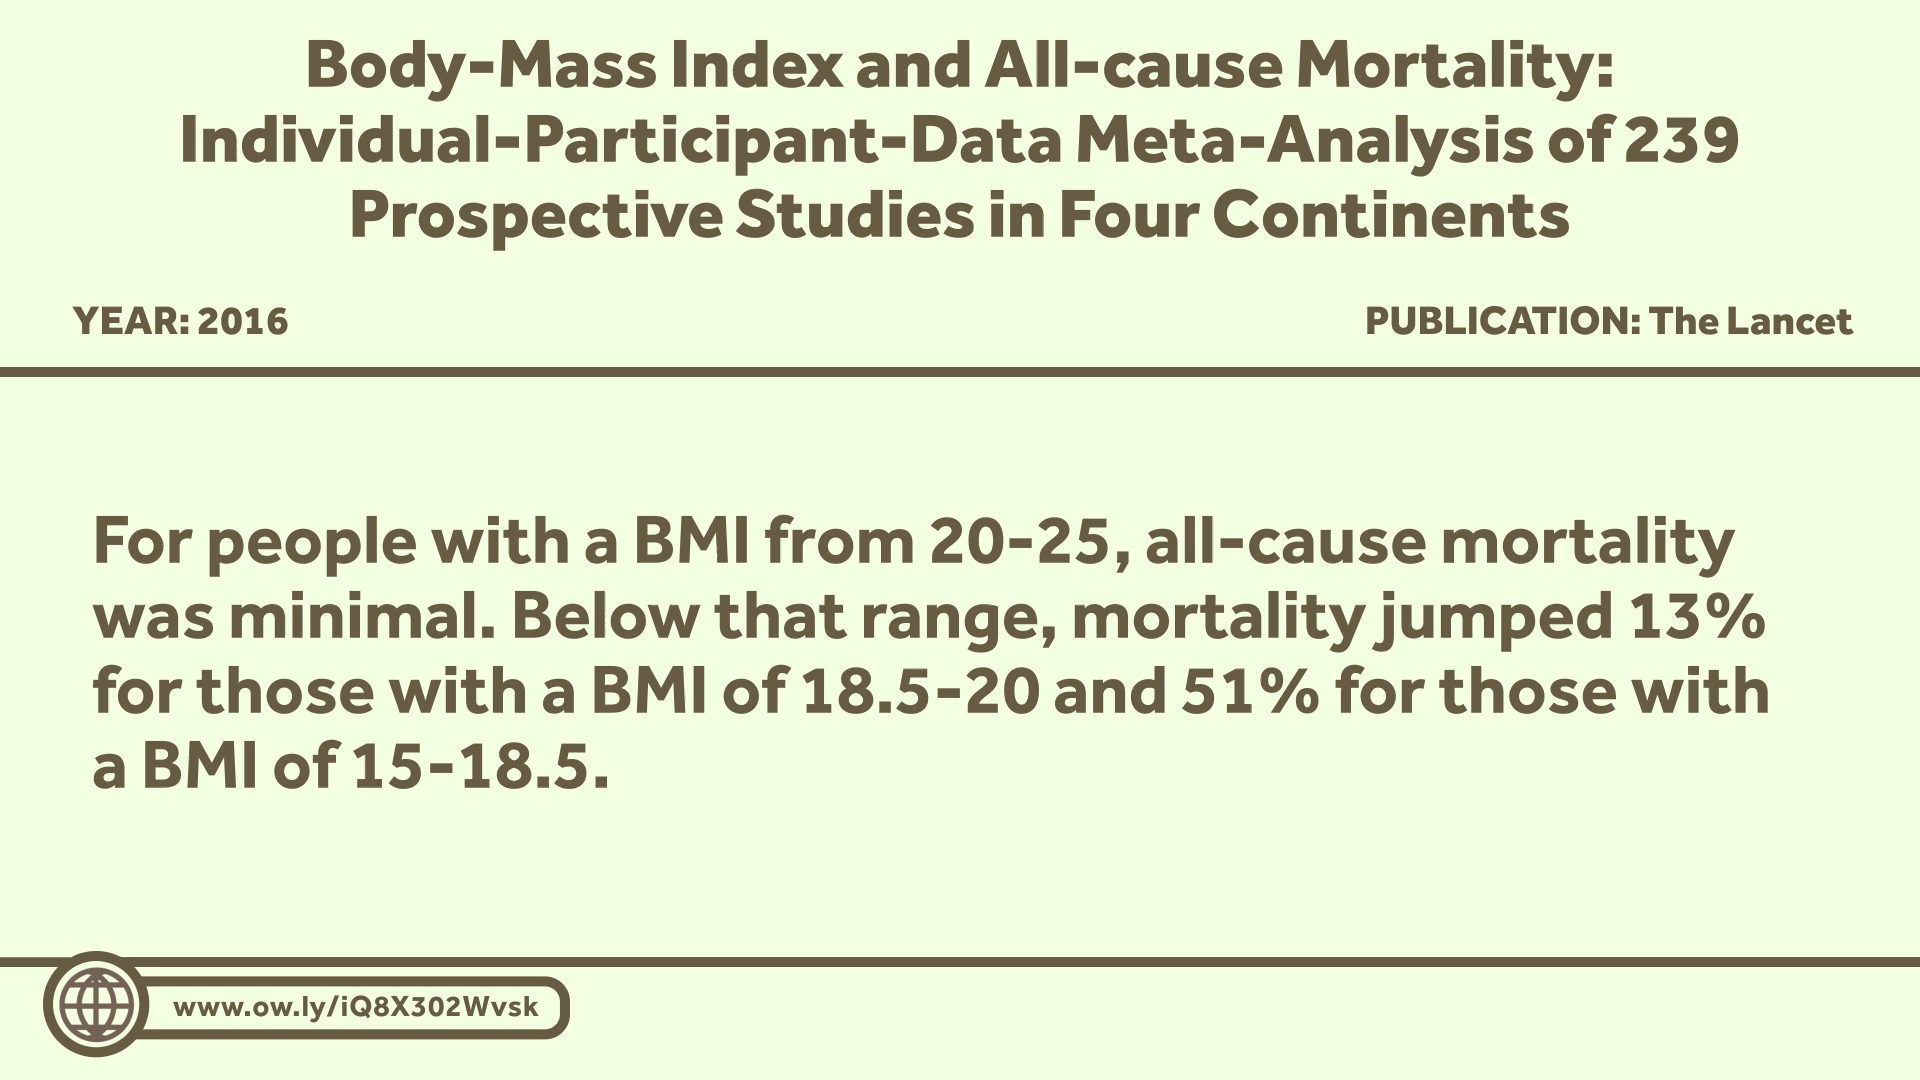 Body-Mass Index and All-cause Mortality:
Individual-Participant-Data Meta-Analysis of 239
Prospective Studies in Four Continents
YEAR: 2016
PUBLICATION: The Lancet
For people with a BMI from 20-25, all-cause mortality
was minimal. Below that range, mortality jumped 13%
for those with a BMI of 18.5-20 and 51% for those with
a BMI of 15-18.5.
www.ow.ly/iQ8X302Wvsk